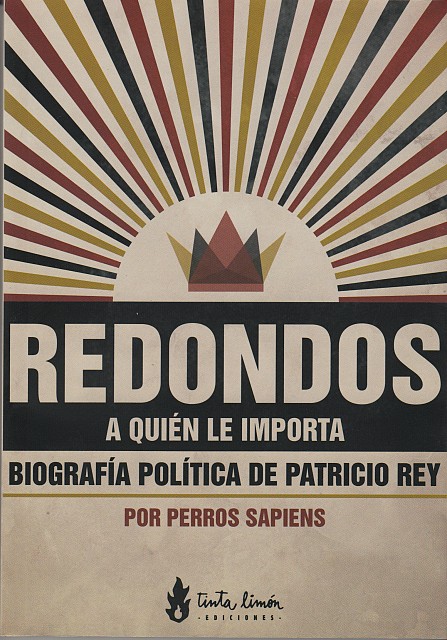 REDONDOS
A QUIÉN LE IMPORTA
BIOGRAFÍA POLÍTICA DE PATRICIO REY
POR PERROS SAPIENS
tinta limón
-EDICIONES-